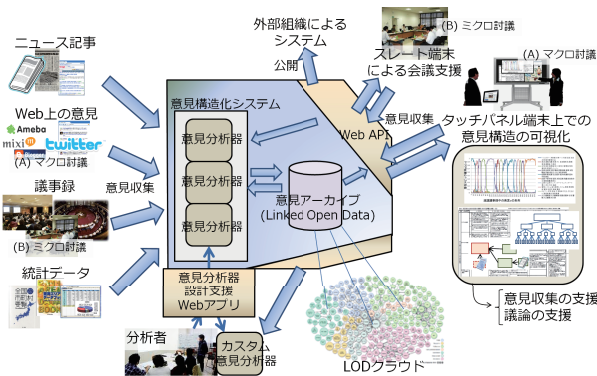 外部組織による
システム
公開
(B) ミクロ討議
スレート端末
による会議支援
(A) マクロ討議
ニュース記事
Web上の意見
Ameba
mixi
twitter
(A) マクロ討議
意見収集
議事録
(B) ミクロ討議
統計データ
意見構造化システム
意見分析器
意見分析器
意見分析器
意見アーカイブ
(Linked Open Data)
Web API
意見収集
タッチパネル端末上での
意見構造の可視化
意見収集の支援
議論の支援
意見分析器
設計支援
Webアプリ
分析者
カスタム
意見分析器
LODクラウド